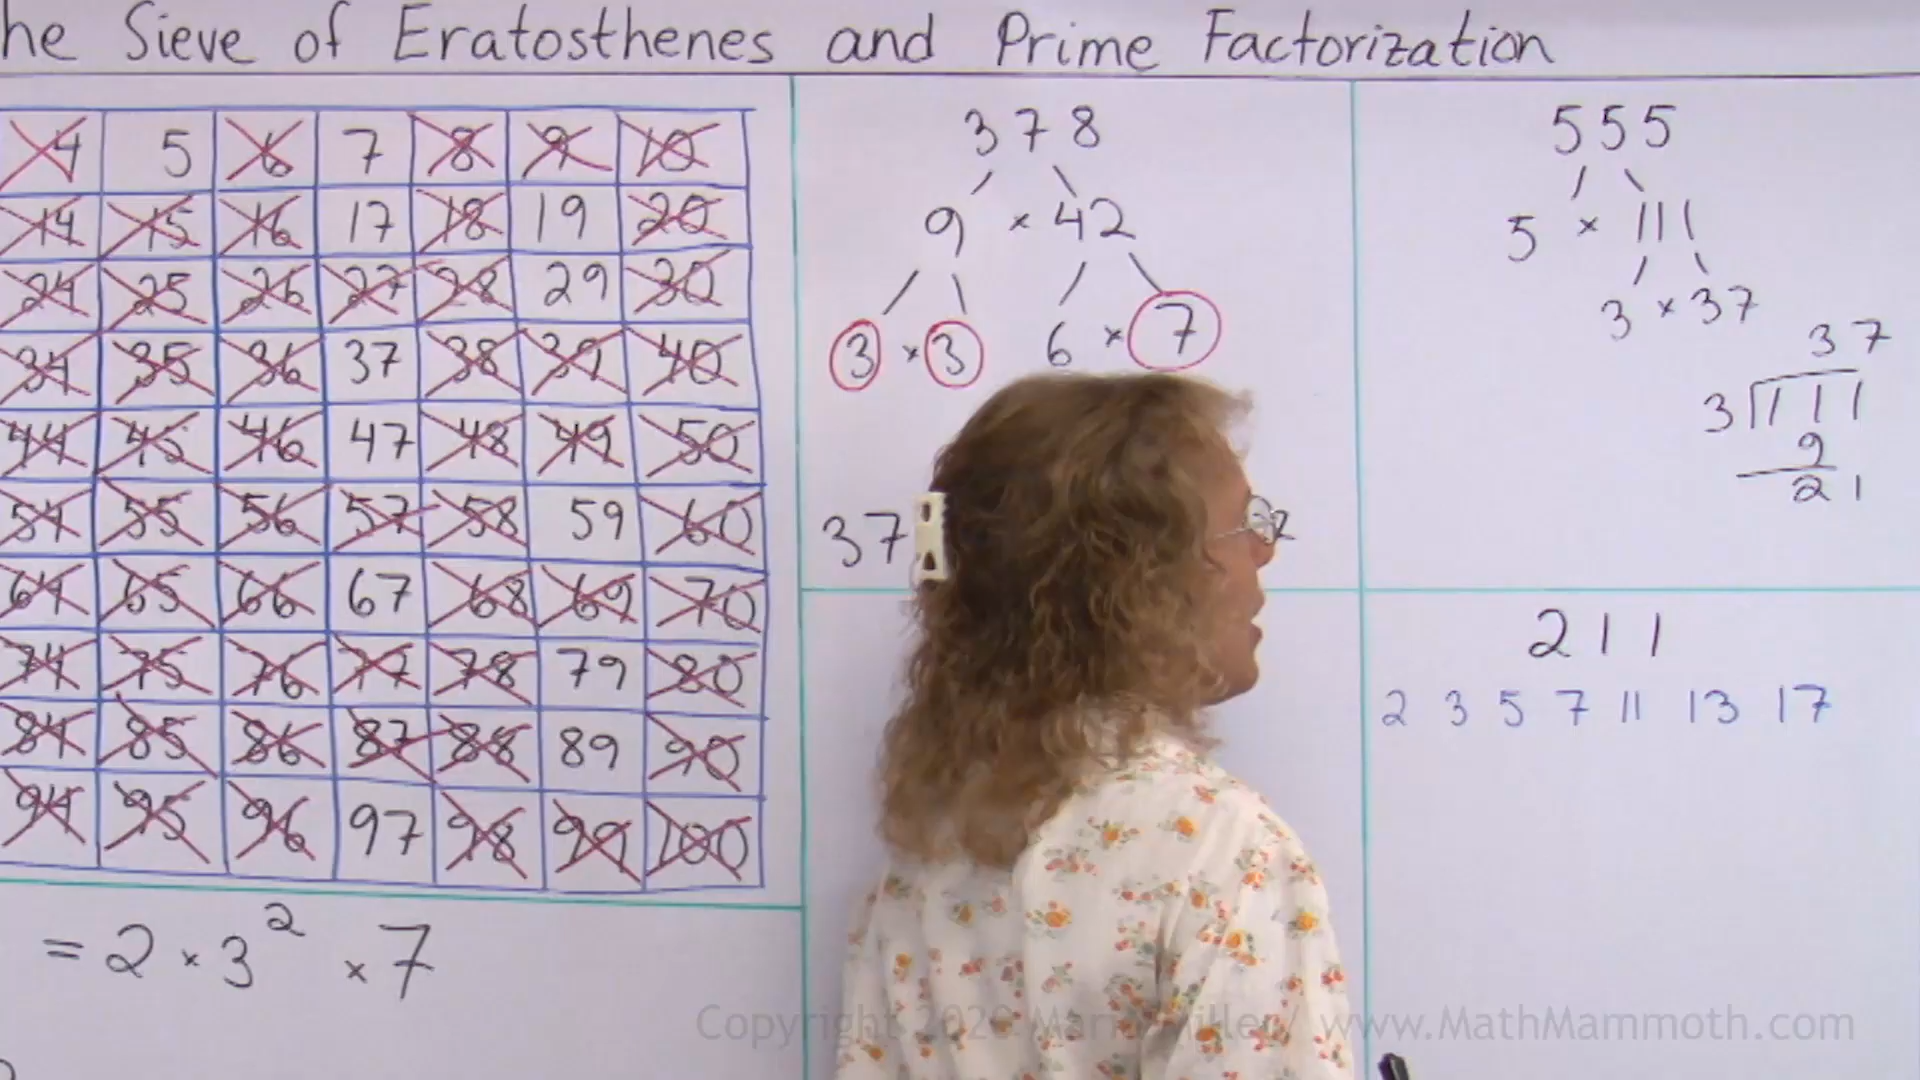 he Sieve of Eratosthenes and Prime Factorization
4 5 6 7 8 9 10
14 15 16 17 18 19 20
24 25 26 27 28 29 30
34 35 36 37 38 39 40
44 45 46 47 48 49 50
54 55 56 57 58 59 60
64 65 66 67 68 69 70
74 75 76 77 78 79 80
84 85 86 87 88 89 90
94 95 96 97 98 99 100
= 2 × 3² × 7
378
9 × 42
3 × 3 6 × 7
37
555
5 × 111
3 × 37
37
3 111
9
21
211
2 3 5 7 11 13 17
Copyright 2020 Maria Miller / www.MathMammoth.com